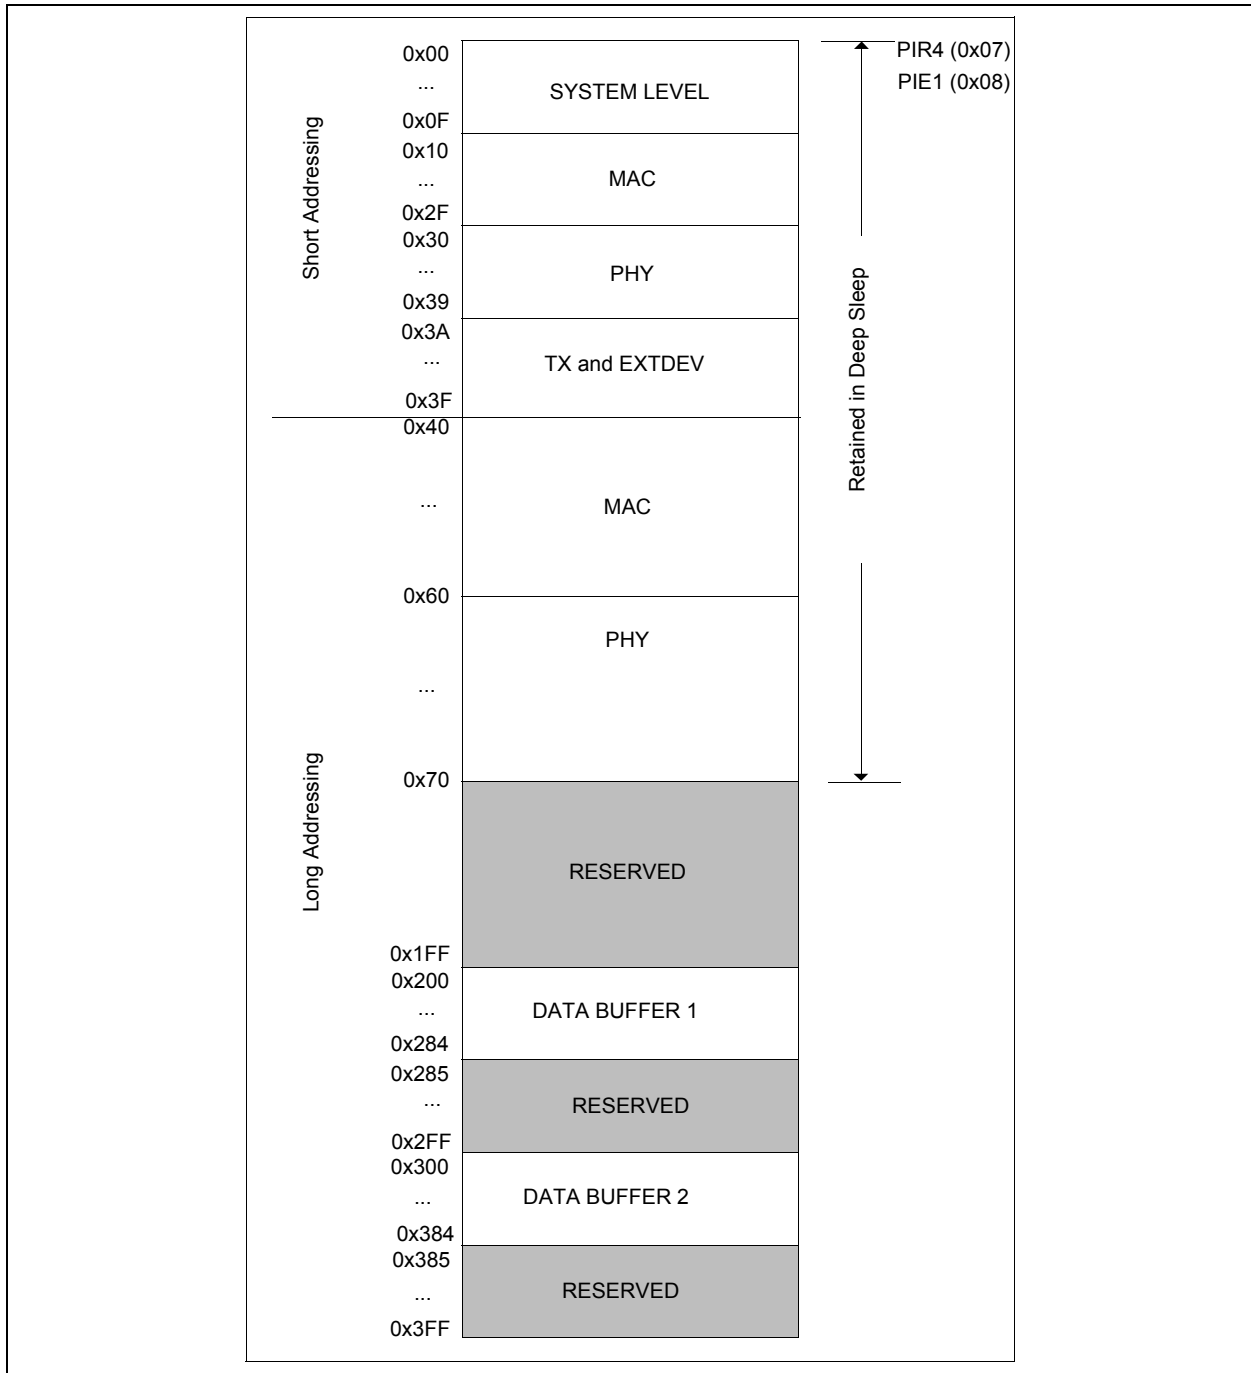 0x00
...
0x0F
SYSTEM LEVEL
PIR4 (0x07)
PIE1 (0x08)
Short Addressing
0x10
...
0x2F
MAC
0x30
...
0x39
PHY
0x3A
...
0x3F
TX and EXTDEV
Retained in Deep Sleep
0x40
...
MAC
0x60
PHY
...
Long Addressing
0x70
RESERVED
0x1FF
0x200
...
0x284
DATA BUFFER 1
0x285
...
0x2FF
RESERVED
0x300
...
0x384
DATA BUFFER 2
0x385
...
0x3FF
RESERVED